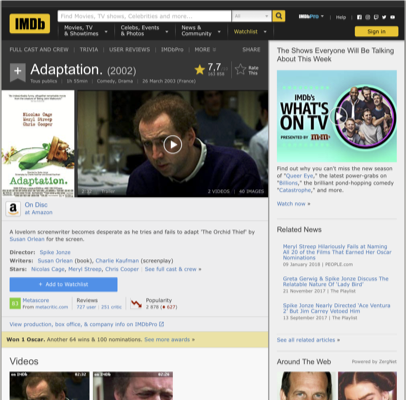 IMDb
Find Movies, TV shows, Celebrities and more...
All
IMDbPro
Help
Movies, TV
& Showtimes
Celebs, Events
& Photos
News &
Community
Watchlist
Sign in
FULL CAST AND CREW
TRIVIA
USER REVIEWS
IMDbPro
MORE
SHARE
Adaptation. (2002)
7,7
Rate
This
Tous publics | 1h 55min | Comedy, Drama | 26 March 2003 (France)
Nicolas Cage
Meryl Streep
Chris Cooper
Adaptation.
2 VIDEOS | 60 IMAGES
On Disc
at Amazon
A lovelorn screenwriter becomes desperate as he tries and fails to adapt 'The Orchid Thief' by
Susan Orlean for the screen.
Director: Spike Jonze
Writers: Susan Orlean (book), Charlie Kaufman (screenplay)
Stars: Nicolas Cage, Meryl Streep, Chris Cooper | See full cast & crew »
+ Add to Watchlist
83
Metascore
From metacritic.com
Reviews
727 user | 251 critic
Popularity
2 878 ( 627)
View production, box office, & company info on IMDbPro
Won 1 Oscar. Another 64 wins & 100 nominations. See more awards »
Videos
The Shows Everyone Will Be Talking
About This Week
IMDb's
WHAT'S
ON TV
PRESENTED BY m&m's
Find out why you can't miss the new season
of "Queer Eye," the latest power-grabs on
"Billions," the brilliant pond-hopping comedy
"Catastrophe," and more.
Watch now »
Related News
Meryl Streep Hilariously Fails at Naming
All 20 of the Films That Earned Her Oscar
Nominations
09 January 2018 | PEOPLE.com
Greta Gerwig & Spike Jonze Discuss The
Relatable Nature Of 'Lady Bird'
21 November 2017 | The Playlist
Spike Jonze Nearly Directed 'Ace Ventura
2' But Jim Carrey Vetoed Him
13 September 2017 | The Playlist
See all related articles »
Around The Web
Powered by ZergNet